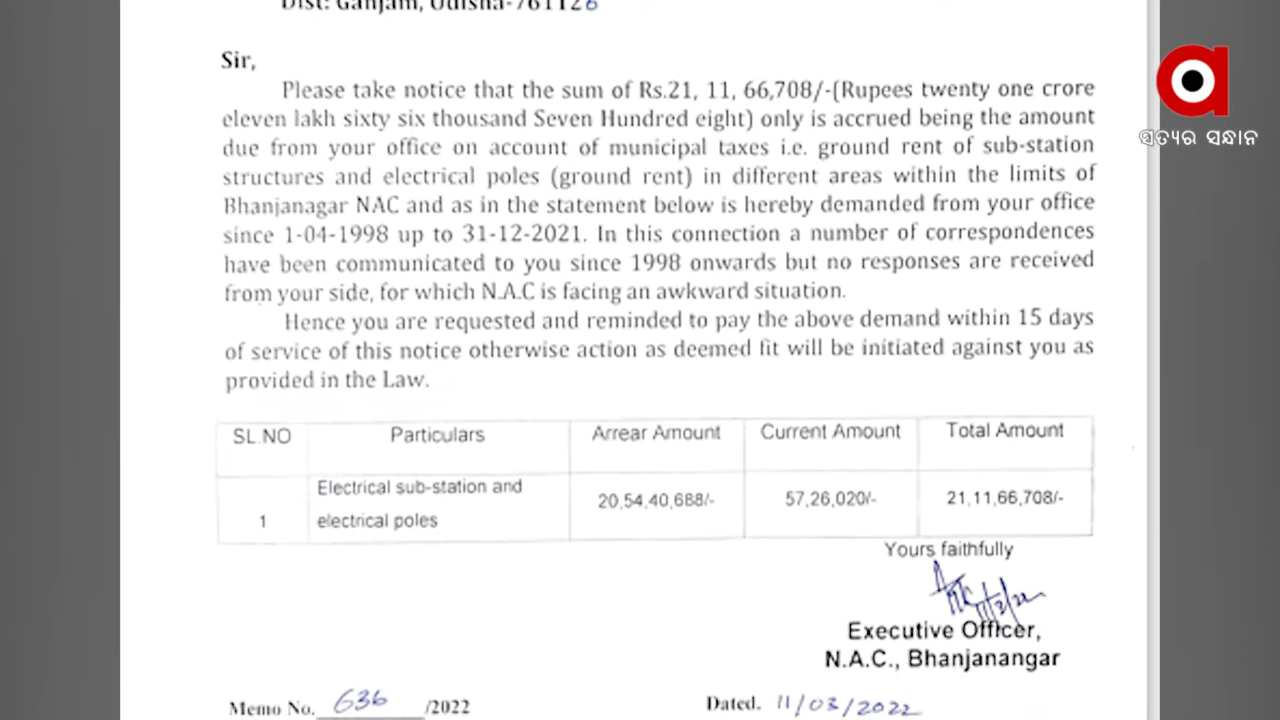 Dist: Ganjam, Odisha-761126
Sir,
Please take notice that the sum of Rs.21, 11, 66,708/-(Rupees twenty one crore
eleven lakh sixty six thousand Seven Hundred eight) only is accrued being the amount
due from your office on account of municipal taxes i.e. ground rent of sub-station
structures and electrical poles (ground rent) in different areas within the limits of
Bhanjanagar NAC and as in the statement below is hereby demanded from your office
since 1-04-1998 up to 31-12-2021. In this connection a number of correspondences
have been communicated to you since 1998 onwards but no responses are received
from your side, for which N.A.C is facing an awkward situation.
Hence you are requested and reminded to pay the above demand within 15 days
of service of this notice otherwise action as deemed fit will be initiated against you as
provided in the Law.
SL.NO Particulars Arrear Amount Current Amount Total Amount
1 Electrical sub-station and
electrical poles 20,54,40,688/- 57,26,020/- 21,11,66,708/-
Yours faithfully
11/3/22
Executive Officer,
N.A.C., Bhanjanangar
Memo No. 636 /2022 Dated. 11/03/2022
ସତ୍ୟର ସନ୍ଧାନ